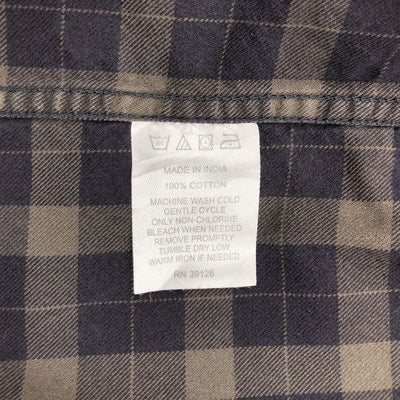 MADE IN INDIA
100% COTTON
MACHINE WASH COLD
GENTLE CYCLE
ONLY NON-CHLORINE
BLEACH WHEN NEEDED
REMOVE PROMPTLY
TUMBLE DRY LOW
WARM IRON IF NEEDED
RN 39126